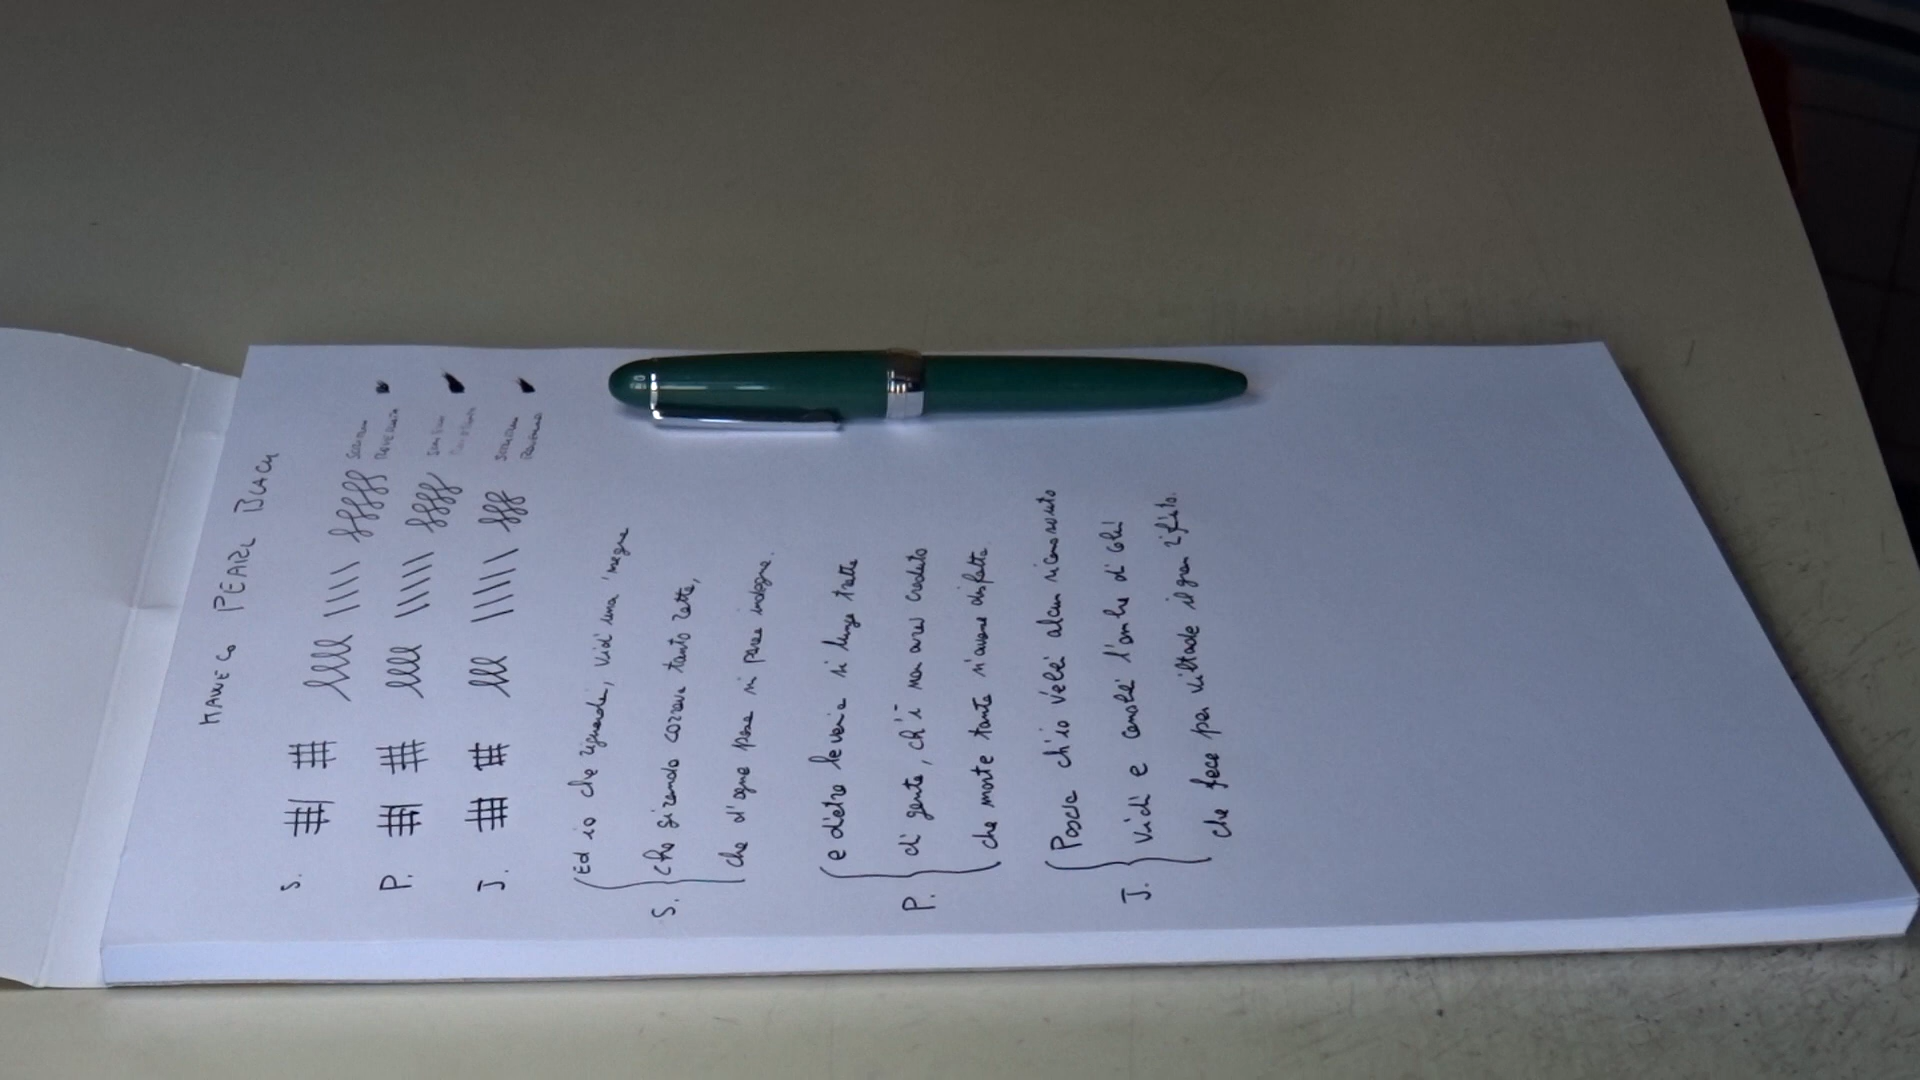 KAWECO PEARL BLACK
S.
P.
J.
S. Ed io che riguardai, vidi una 'nsegna
che girando correva tanto ratta,
che d'ogne posa mi parea indegna.
P. e dietro le venìa sì lunga tratta
di gente, ch'i' non averei creduto
che morte tanta n'avesse disfatta.
J. Poscia ch'io v'ebbi alcun riconosciuto
vidi e conobbi l'ombra di colui
che fece per viltade il gran rifiuto.